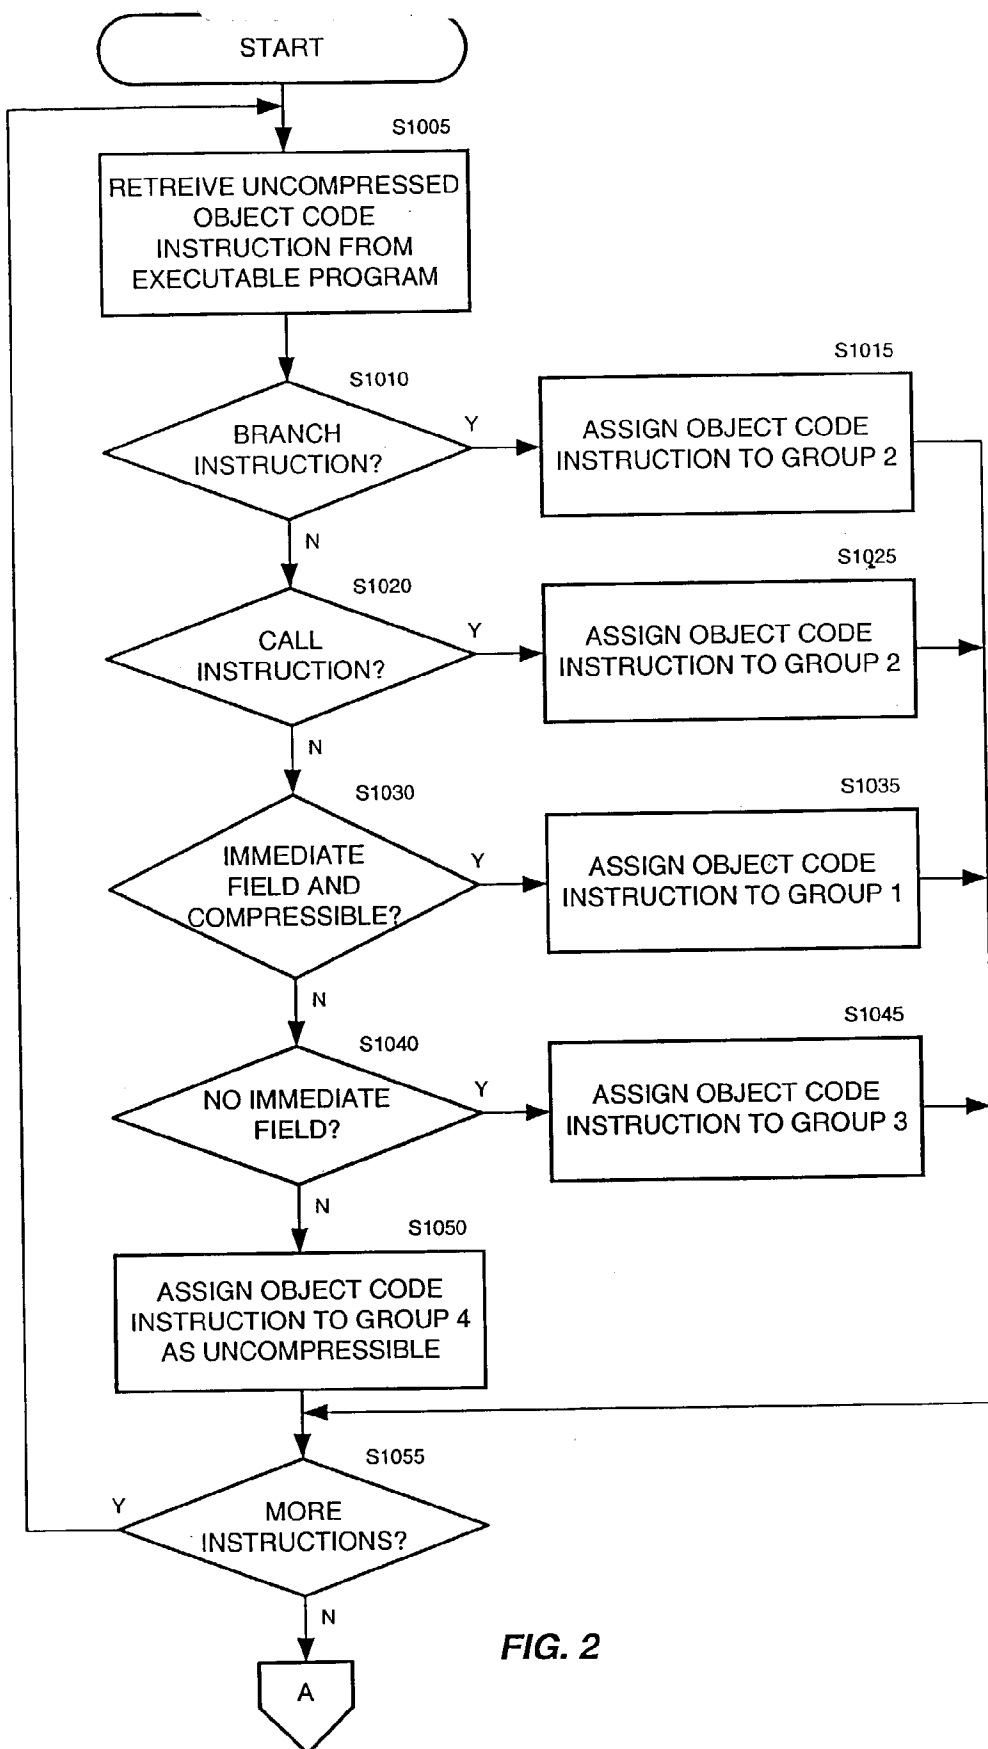 START
S1005
RETREIVE UNCOMPRESSED
OBJECT CODE
INSTRUCTION FROM
EXECUTABLE PROGRAM
S1010
BRANCH
INSTRUCTION?
Y
N
S1015
ASSIGN OBJECT CODE
INSTRUCTION TO GROUP 2
S1020
CALL
INSTRUCTION?
Y
N
S1025
ASSIGN OBJECT CODE
INSTRUCTION TO GROUP 2
S1030
IMMEDIATE
FIELD AND
COMPRESSIBLE?
Y
N
S1035
ASSIGN OBJECT CODE
INSTRUCTION TO GROUP 1
S1040
NO IMMEDIATE
FIELD?
Y
N
S1045
ASSIGN OBJECT CODE
INSTRUCTION TO GROUP 3
S1050
ASSIGN OBJECT CODE
INSTRUCTION TO GROUP 4
AS UNCOMPRESSIBLE
S1055
MORE
INSTRUCTIONS?
Y
N
A
FIG. 2